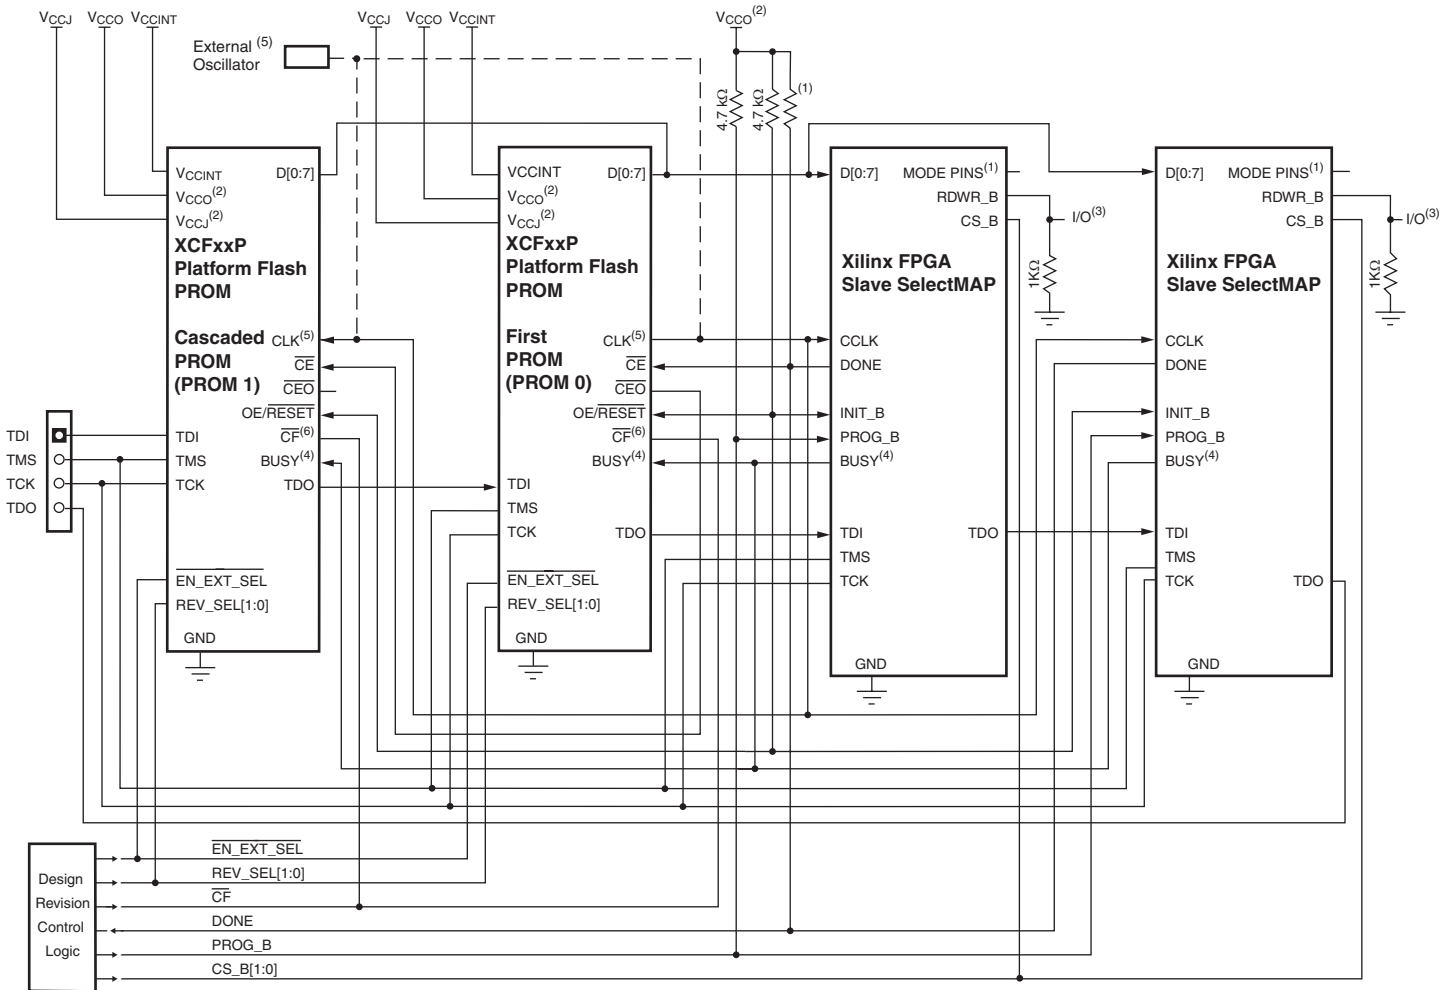 VCCJ VCCO VCCINT
VCCJ VCCO VCCINT
VCCO(2)
External (5)
Oscillator
4.7 kΩ
4.7 kΩ
(1)
VCCINT
VCCO(2)
VCCJ(2)
D[0:7]
XCFxxP
Platform Flash
PROM
Cascaded
PROM
(PROM 1)
CLK(5)
CE
CEO
OE/RESET
CF(6)
BUSY(4)
TDO
TDI
TMS
TCK
EN_EXT_SEL
REV_SEL[1:0]
GND
VCCINT
VCCO(2)
VCCJ(2)
D[0:7]
XCFxxP
Platform Flash
PROM
First
PROM
(PROM 0)
CLK(5)
CE
CEO
OE/RESET
CF(6)
BUSY(4)
TDI
TMS
TCK
TDO
EN_EXT_SEL
REV_SEL[1:0]
GND
D[0:7]
MODE PINS(1)
RDWR_B
CS_B
I/O(3)
1KΩ
Xilinx FPGA
Slave SelectMAP
CCLK
DONE
INIT_B
PROG_B
BUSY(4)
TDI
TMS
TCK
TDO
GND
D[0:7]
MODE PINS(1)
RDWR_B
CS_B
I/O(3)
1KΩ
Xilinx FPGA
Slave SelectMAP
CCLK
DONE
INIT_B
PROG_B
BUSY(4)
TDI
TMS
TCK
TDO
GND
TDI
TMS
TCK
TDO
Design
Revision
Control
Logic
EN_EXT_SEL
REV_SEL[1:0]
CF
DONE
PROG_B
CS_B[1:0]